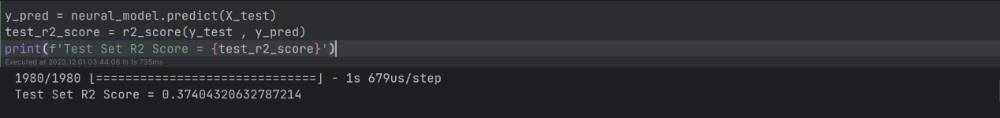 y_pred = neural_model.predict(X_test)
test_r2_score = r2_score(y_test , y_pred)
print(f'Test Set R2 Score = {test_r2_score}')
Executed at 2023.12.01 03:44:06 in 1s 735ms
1980/1980 [==============================] - 1s 679us/step
Test Set R2 Score = 0.37404320632787214